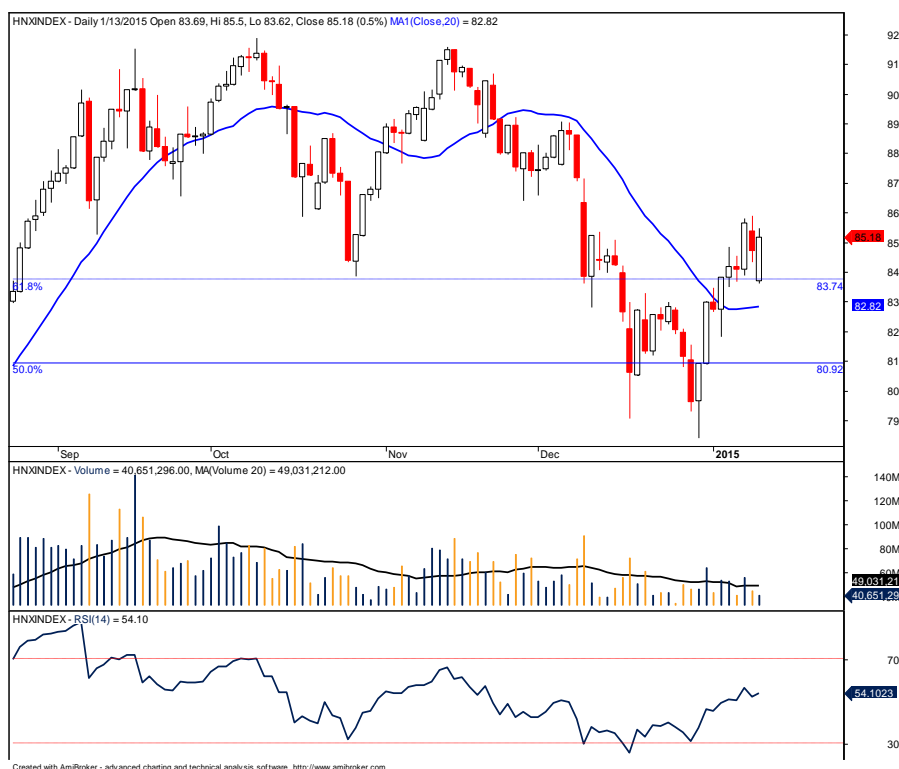 HNXINDEX - Daily 1/13/2015 Open 83.69, Hi 85.5, Lo 83.62, Close 85.18 (0.5%) MA1(Close,20) = 82.82
92
91
90
89
88
87
86
85.18
84
61.8%
83.74
83
82.82
82
81
50.0%
80.92
80
79
Sep
Oct
Nov
Dec
2015
HNXINDEX - Volume = 40,651,296.00, MA(Volume 20) = 49,031,212.00
140M
120M
100M
80M
60M
49,031,21
40,651,29
HNXINDEX - RSI(14) = 54.10
70
54.1023
30
Created with AmiBroker - advanced charting and technical analysis software. http://www.amibroker.com